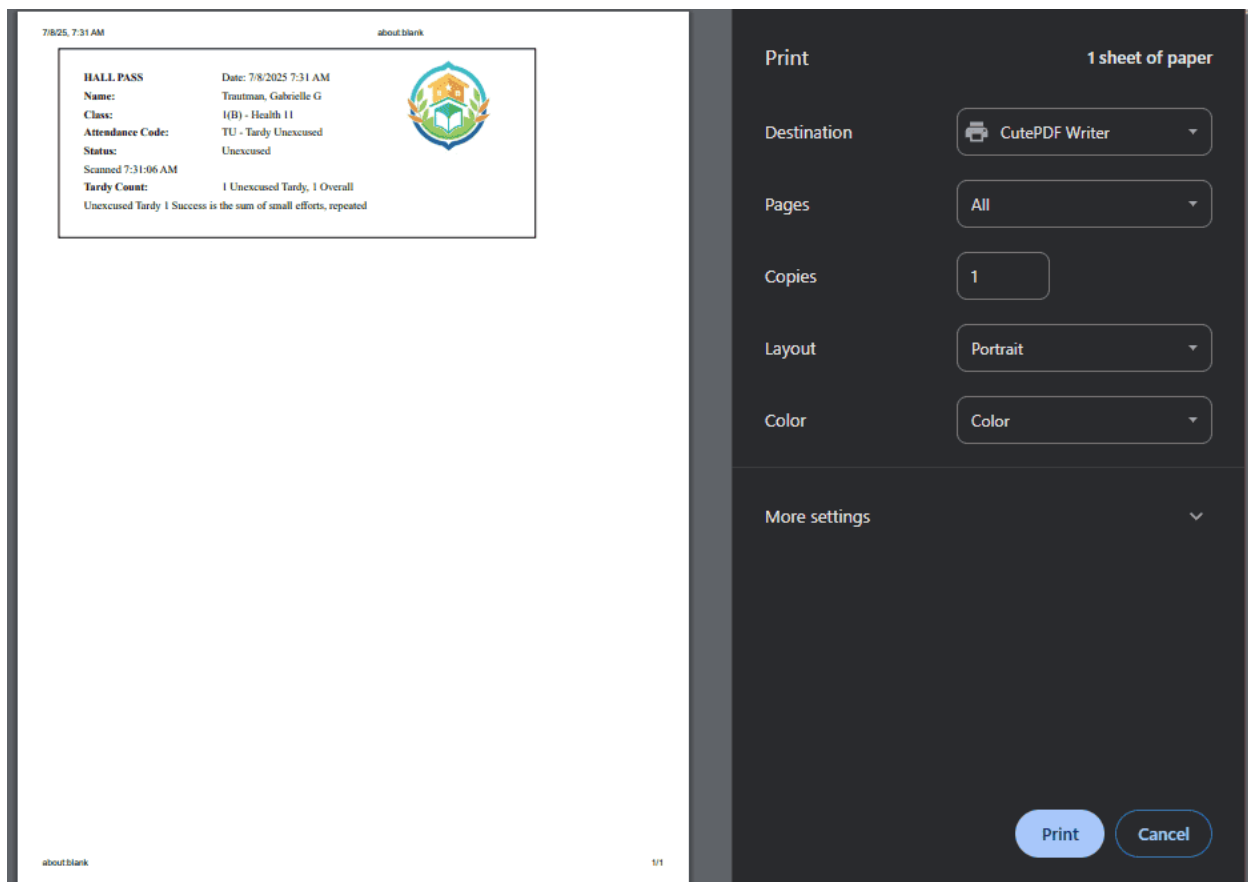 7/8/25, 7:31 AM about:blank
HALL PASS Date: 7/8/2025 7:31 AM
Name: Trautman, Gabrielle G
Class: 1(B) - Health 11
Attendance Code: TU - Tardy Unexcused
Status: Unexcused
Scanned 7:31:06 AM
Tardy Count: 1 Unexcused Tardy, 1 Overall
Unexcused Tardy 1 Success is the sum of small efforts, repeated
about:blank 1/1
Print 1 sheet of paper
Destination CutePDF Writer
Pages All
Copies 1
Layout Portrait
Color Color
More settings
Print Cancel